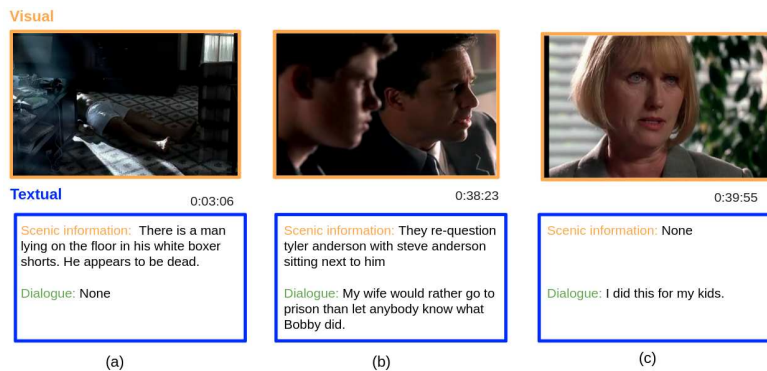 Visual
Textual
0:03:06
0:38:23
0:39:55
Scenic information: There is a man
lying on the floor in his white boxer
shorts. He appears to be dead.
Dialogue: None
Scenic information: They re-question
tyler anderson with steve anderson
sitting next to him
Dialogue: My wife would rather go to
prison than let anybody know what
Bobby did.
Scenic information: None
Dialogue: I did this for my kids.
(a)
(b)
(c)